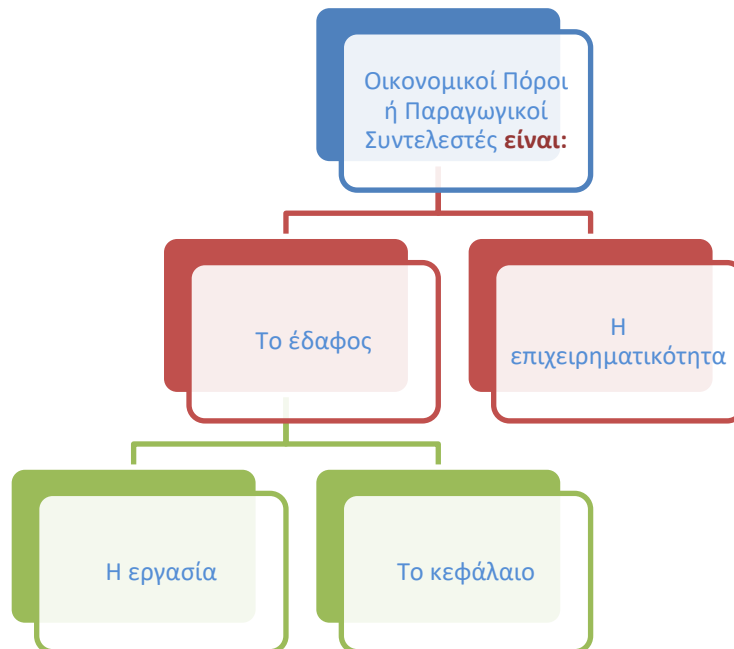 Οικονομικοί Πόροι
ή Παραγωγικοί
Συντελεστές είναι:
Το έδαφος
Η
επιχειρηματικότητα
Η εργασία
Το κεφάλαιο